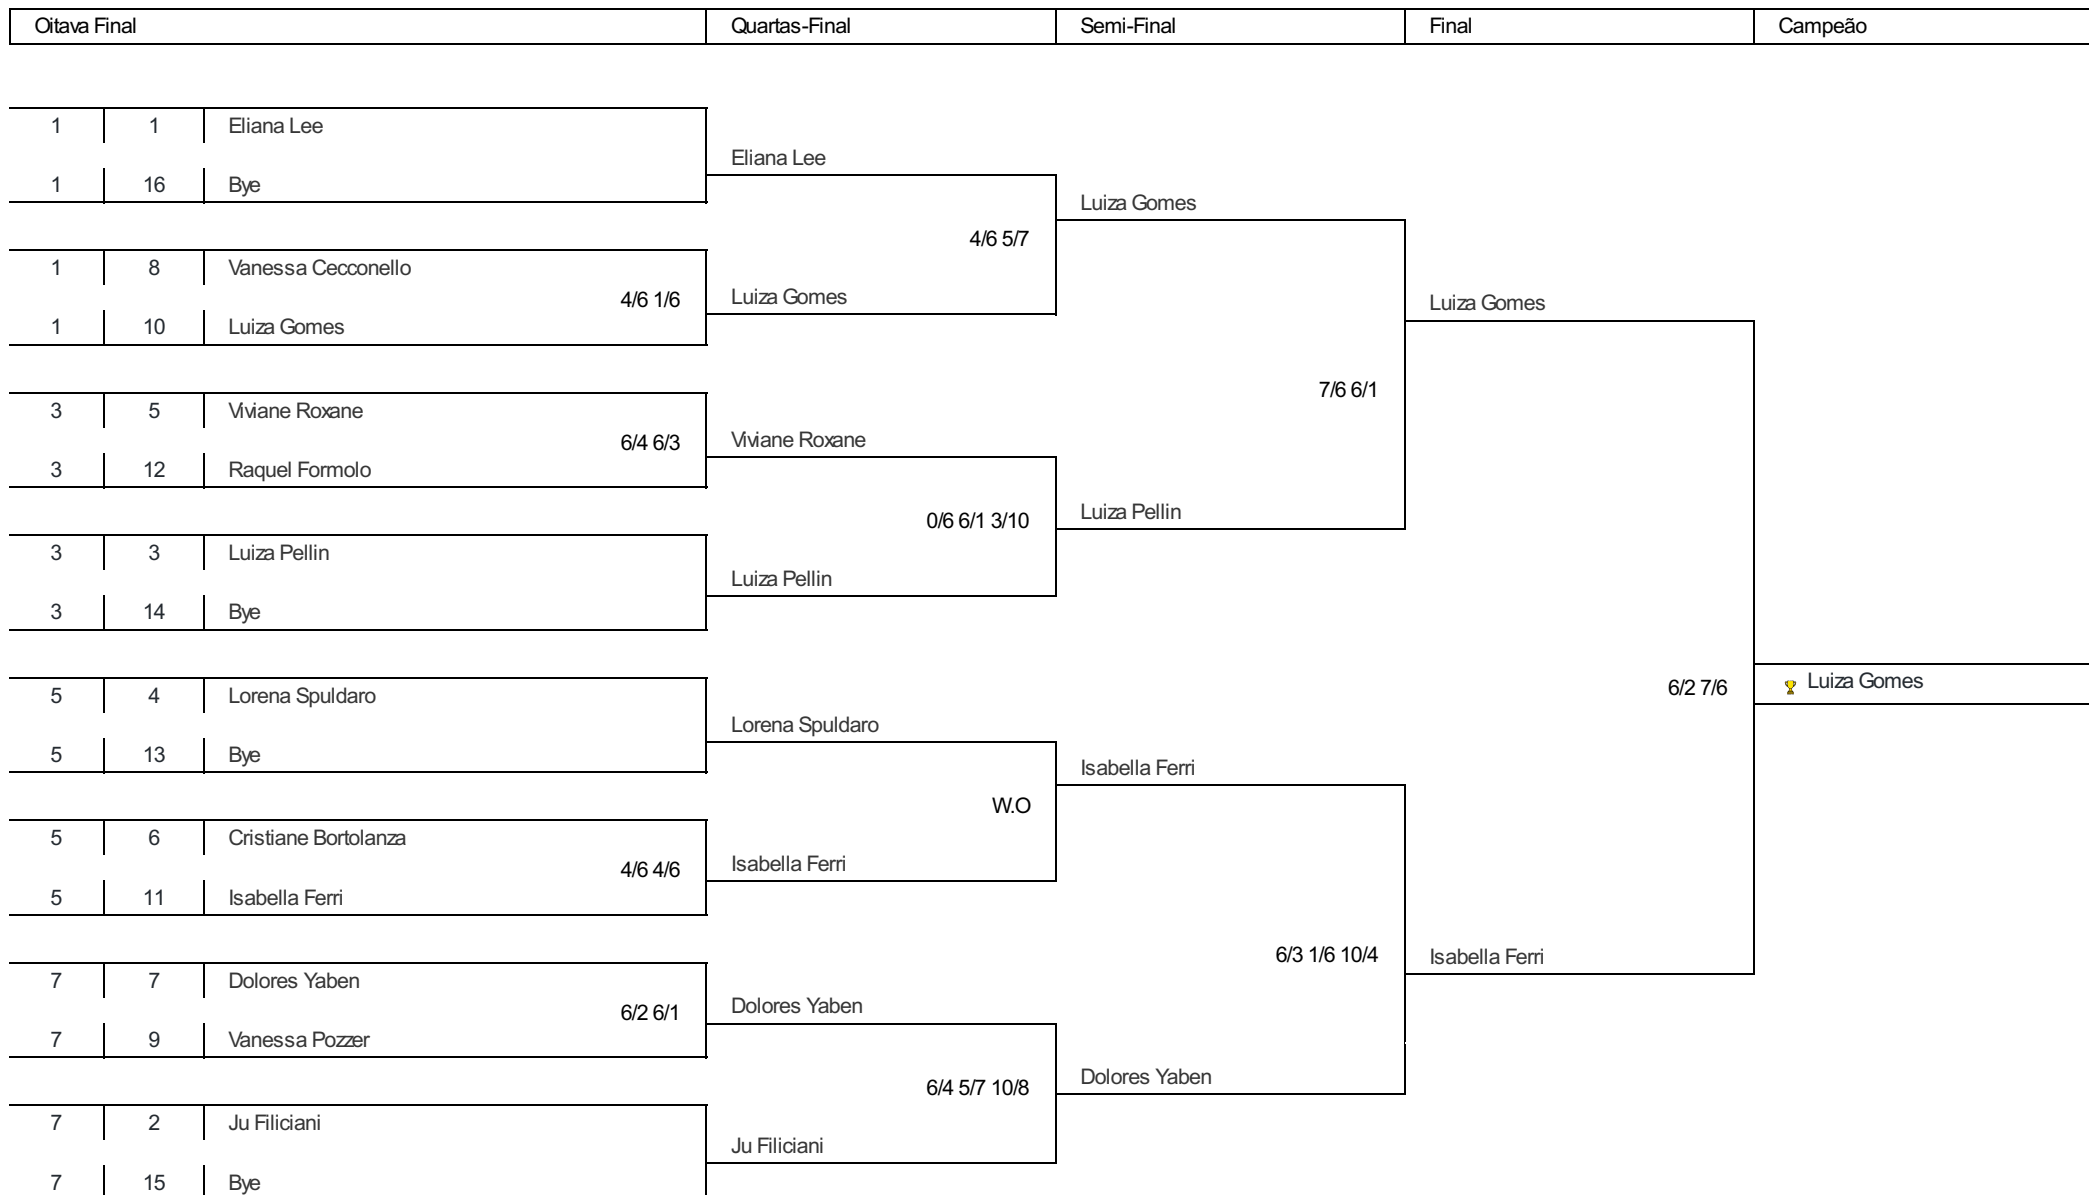 Oitava Final Quartas-Final Semi-Final Final Campeão
1 1 Eliana Lee
Eliana Lee
1 16 Bye
Luiza Gomes
4/6 5/7
1 8 Vanessa Cecconello
4/6 1/6 Luiza Gomes
Luiza Gomes
1 10 Luiza Gomes
7/6 6/1
3 5 Viviane Roxane
6/4 6/3 Viviane Roxane
3 12 Raquel Formolo
Luiza Pellin
0/6 6/1 3/10
3 3 Luiza Pellin
Luiza Pellin
3 14 Bye
6/2 7/6 Luiza Gomes
5 4 Lorena Spuldaro
Lorena Spuldaro
5 13 Bye
Isabella Ferri
W.O
5 6 Cristiane Bortolanza
4/6 4/6 Isabella Ferri
5 11 Isabella Ferri
6/3 1/6 10/4 Isabella Ferri
7 7 Dolores Yaben
6/2 6/1 Dolores Yaben
7 9 Vanessa Pozzer
Dolores Yaben
6/4 5/7 10/8
7 2 Ju Filiciani
Ju Filiciani
7 15 Bye